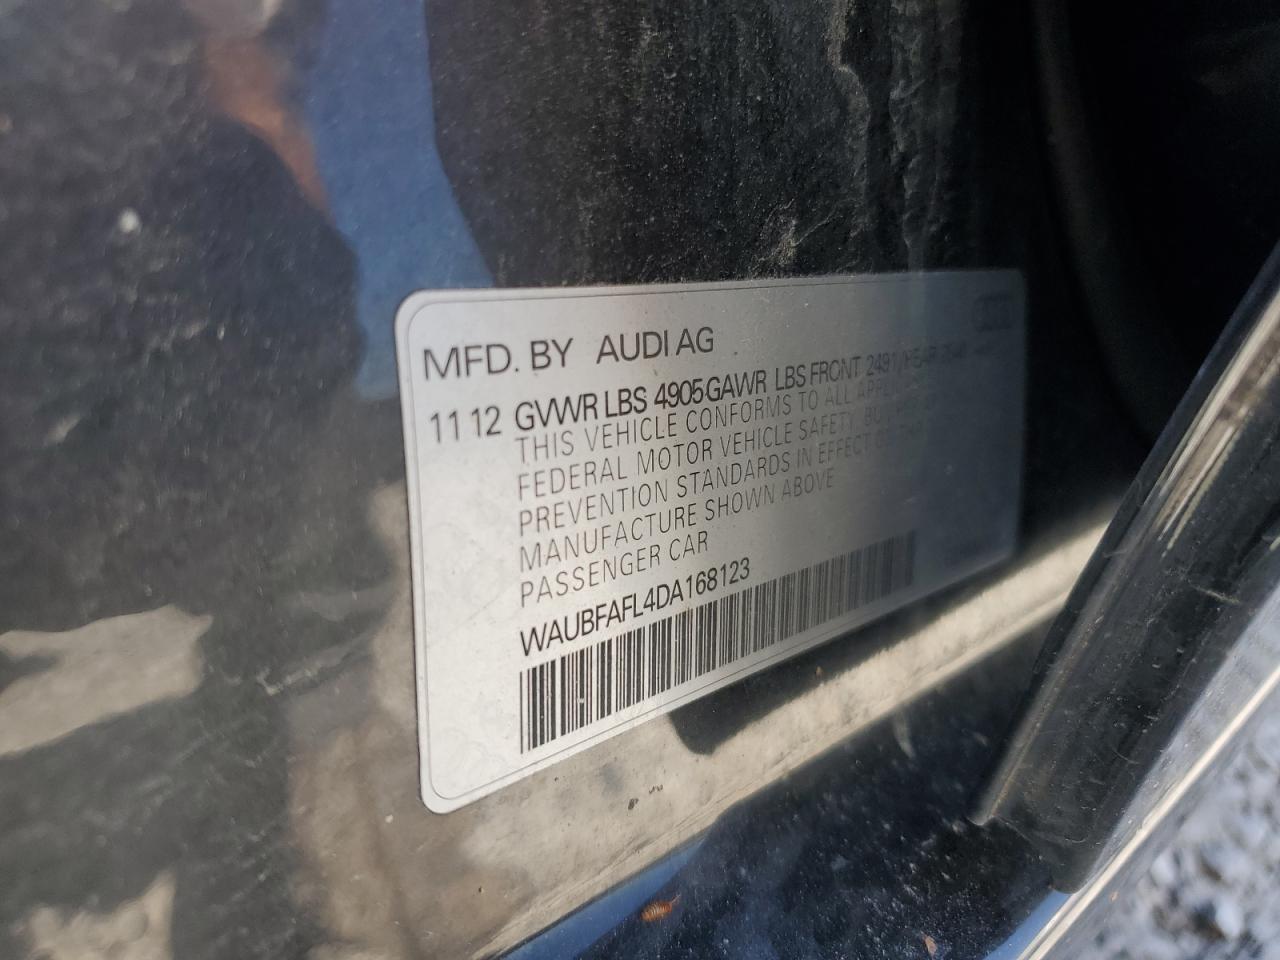 MFD. BY AUDI AG
11 12 GVWR LBS 4905 GAWR LBS FRONT 2491/REAR
THIS VEHICLE CONFORMS TO ALL
FEDERAL MOTOR VEHICLE SAFETY,
PREVENTION STANDARDS IN EFFECT
MANUFACTURE SHOWN ABOVE
PASSENGER CAR
WAUBFAFL4DA168123